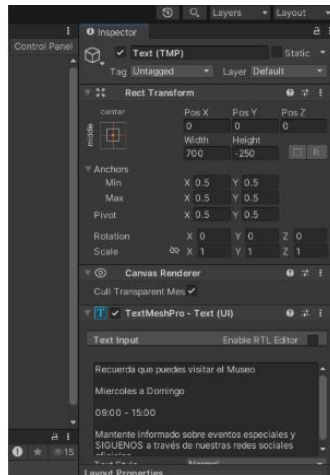 Layers
Layout
Control Panel
Inspector
Text (TMP)
Static
Tag Untagged
Layer Default
Rect Transform
center
middle
Pos X
Pos Y
Pos Z
0
0
0
Width
Height
700
-250
R
Anchors
Min
X 0.5
Y 0.5
Max
X 0.5
Y 0.5
Pivot
X 0.5
Y 0.5
Rotation
X 0
Y 0
Z 0
Scale
X 1
Y 1
Z 1
Canvas Renderer
Cull Transparent Mes
T
TextMeshPro - Text (UI)
Text Input
Enable RTL Editor
Recuerda que puedes visitar el Museo
Miercoles a Domingo
09:00 - 15:00
Mantente informado sobre eventos especiales y
SIGUENOS a través de nuestras redes sociales
15
Text Style
Normal
Layout Properties